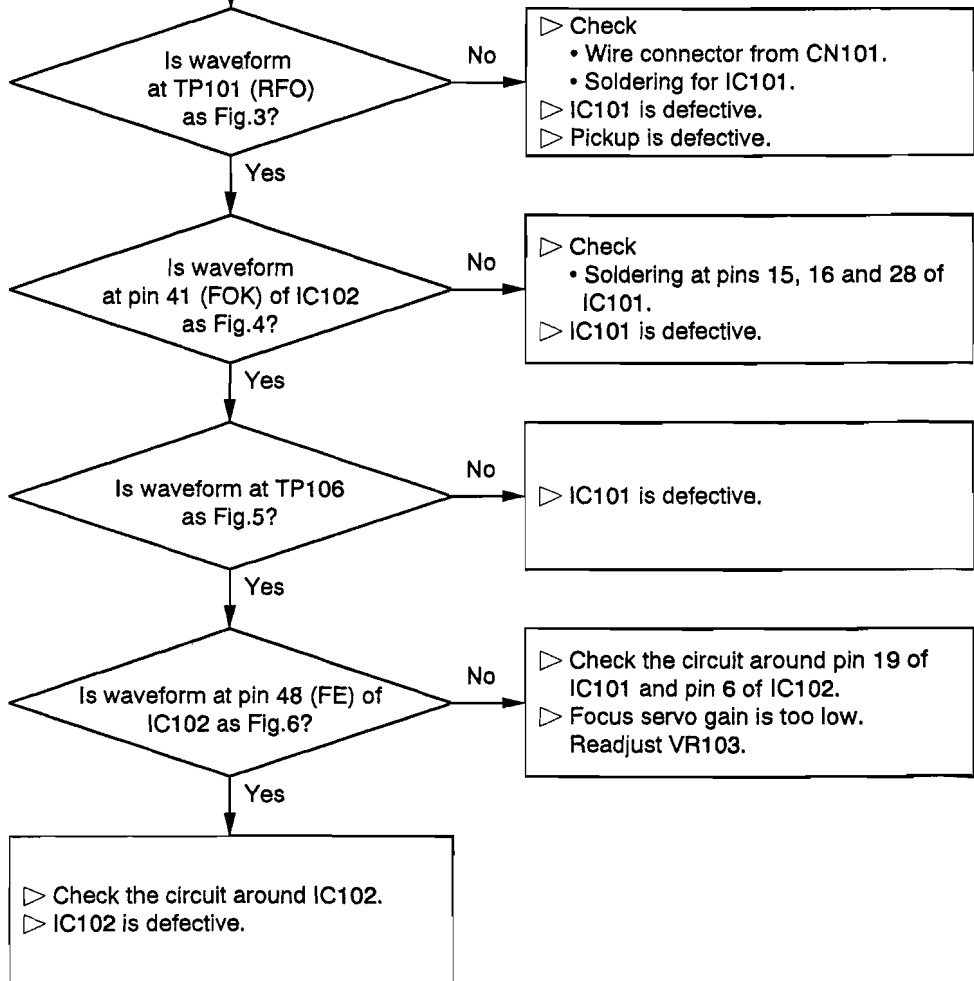 Is waveform
at TP101 (RFO)
as Fig.3?
No
▷ Check
• Wire connector from CN101.
• Soldering for IC101.
▷ IC101 is defective.
▷ Pickup is defective.
Yes
Is waveform
at pin 41 (FOK) of IC102
as Fig.4?
No
▷ Check
• Soldering at pins 15, 16 and 28 of
IC101.
▷ IC101 is defective.
Yes
Is waveform at TP106
as Fig.5?
No
▷ IC101 is defective.
Yes
Is waveform at pin 48 (FE) of
IC102 as Fig.6?
No
▷ Check the circuit around pin 19 of
IC101 and pin 6 of IC102.
▷ Focus servo gain is too low.
Readjust VR103.
Yes
▷ Check the circuit around IC102.
▷ IC102 is defective.